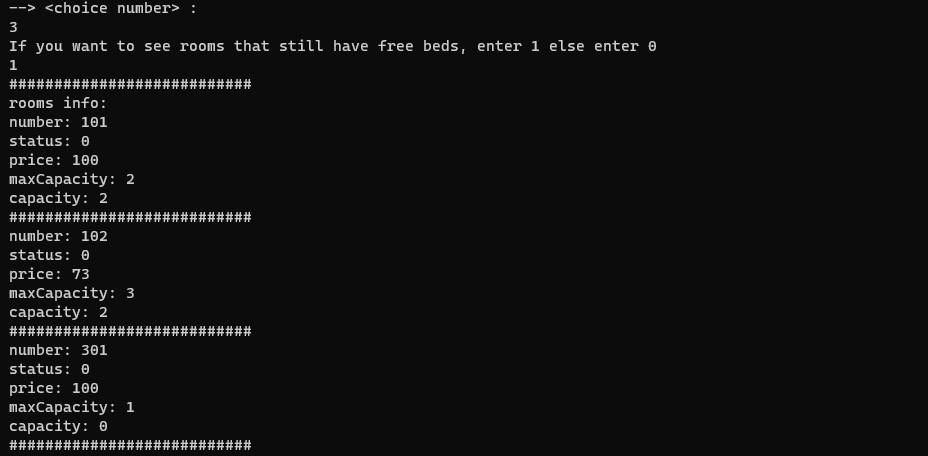 --> <choice number> :
3
If you want to see rooms that still have free beds, enter 1 else enter 0
1
###########################
rooms info:
number: 101
status: 0
price: 100
maxCapacity: 2
capacity: 2
###########################
number: 102
status: 0
price: 73
maxCapacity: 3
capacity: 2
###########################
number: 301
status: 0
price: 100
maxCapacity: 1
capacity: 0
###########################